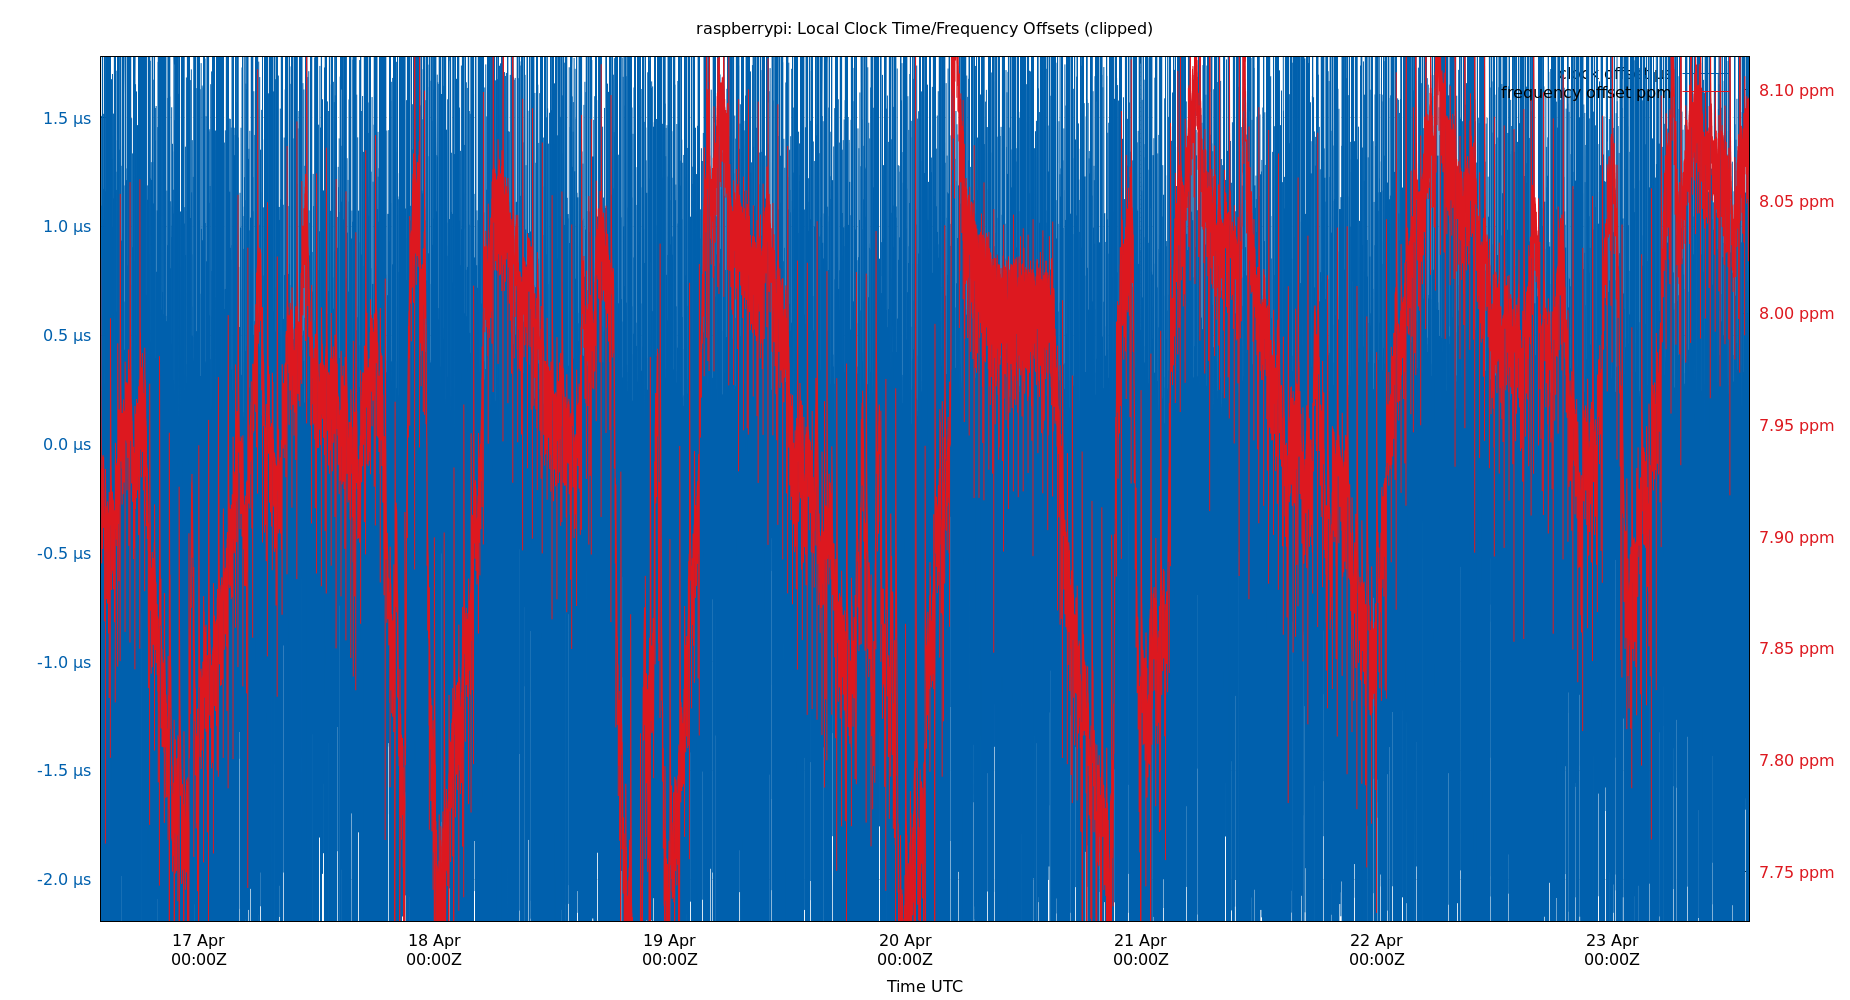 raspberrypi: Local Clock Time/Frequency Offsets (clipped)
clock offset µs
frequency offset ppm
1.5 µs
1.0 µs
0.5 µs
0.0 µs
-0.5 µs
-1.0 µs
-1.5 µs
-2.0 µs
8.10 ppm
8.05 ppm
8.00 ppm
7.95 ppm
7.90 ppm
7.85 ppm
7.80 ppm
7.75 ppm
17 Apr 18 Apr 19 Apr 20 Apr 21 Apr 22 Apr 23 Apr
00:00Z 00:00Z 00:00Z 00:00Z 00:00Z 00:00Z 00:00Z
Time UTC